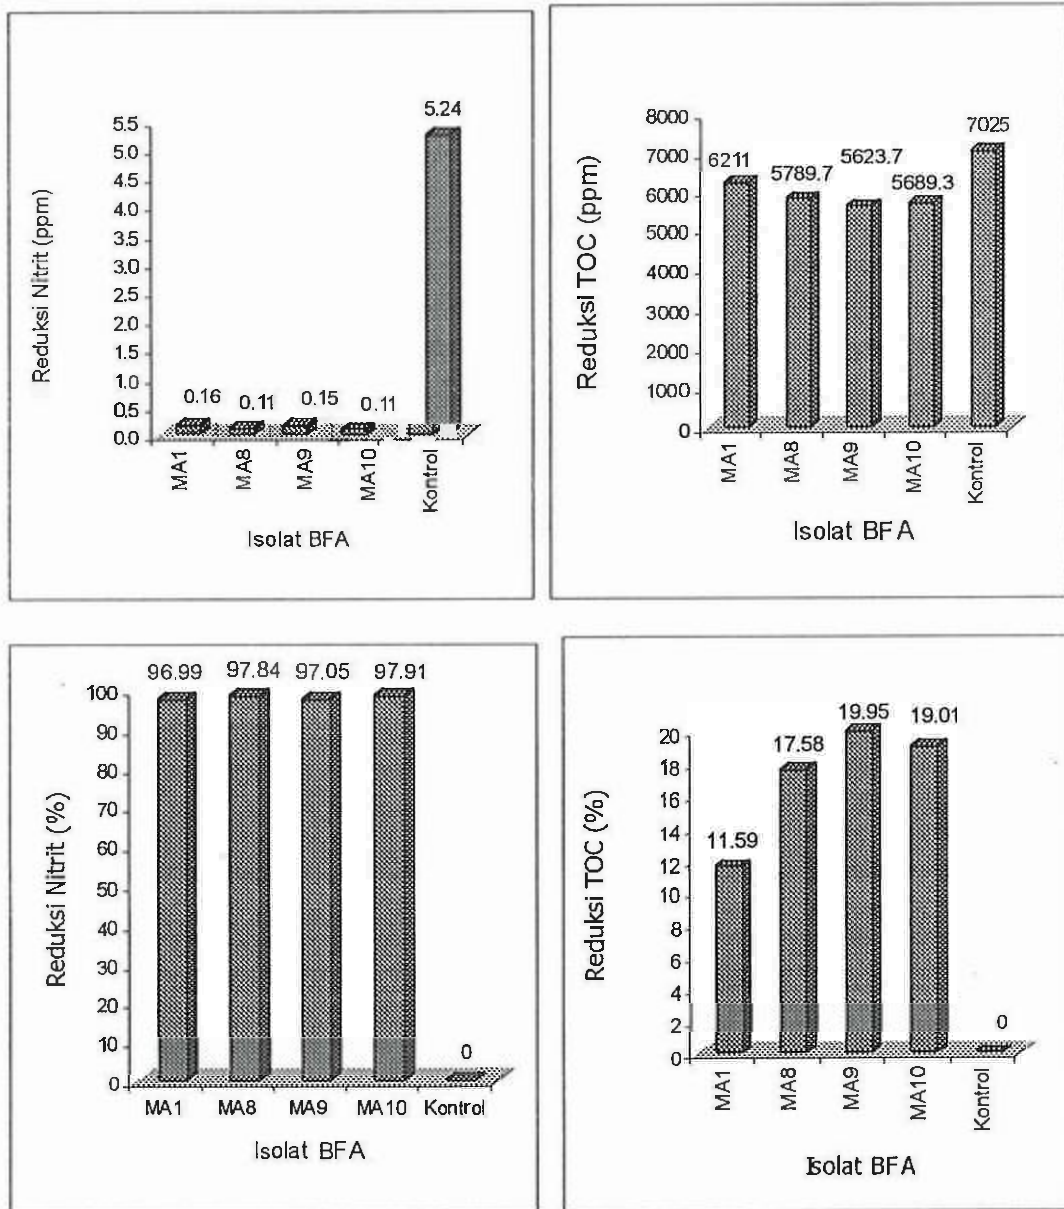 5.24
5.5
5.0
4.5
4.0
3.5
3.0
2.5
2.0
1.5
1.0
0.5
0.0
Reduksi Nitrit (ppm)
0.16
0.11
0.15
0.11
MA1
MA8
MA9
MA10
Kontrol
Isolat BFA
8000
7000
6000
5000
4000
3000
2000
1000
0
Reduksi TOC (ppm)
6211
5789.7
5623.7
5689.3
7025
MA1
MA8
MA9
MA10
Kontrol
Isolat BFA
96.99 97.84 97.05 97.91
100
90
80
70
60
50
40
30
20
10
0
Reduksi Nitrit (%)
0
MA1 MA8 MA9 MA10 Kontrol
Isolat BFA
20
18
16
14
12
10
8
6
4
2
0
Reduksi TOC (%)
11.59
17.58
19.95
19.01
0
MA1
MA8
MA9
MA10
Kontrol
Isolat BFA